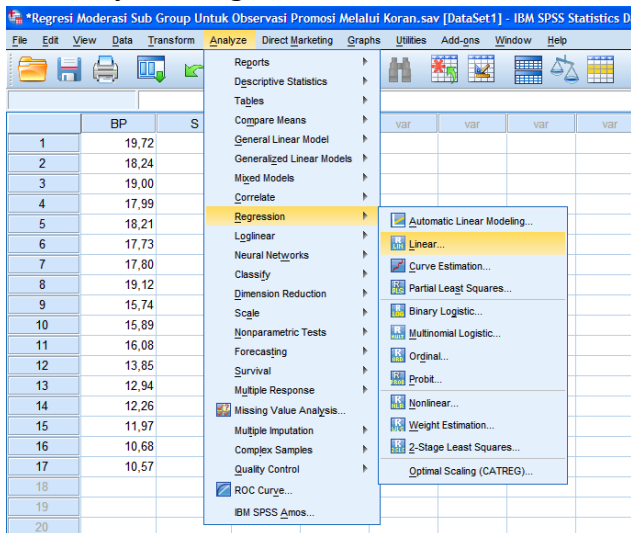 *Regresi Moderasi Sub Group Untuk Observasi Promosi Melalui Koran.sav [DataSet1] - IBM SPSS Statistics D
File Edit View Data Transform Analyze Direct Marketing Graphs Utilities Add-ons Window Help
Reports
Descriptive Statistics
Tables
Compare Means
General Linear Model
Generalized Linear Models
Mixed Models
Correlate
Regression
Loglinear
Neural Networks
Classify
Dimension Reduction
Scale
Nonparametric Tests
Forecasting
Survival
Multiple Response
Missing Value Analysis...
Multiple Imputation
Complex Samples
Quality Control
ROC Curve...
IBM SPSS Amos...
Automatic Linear Modeling...
Linear...
Curve Estimation...
Partial Least Squares...
Binary Logistic...
Multinomial Logistic...
Ordinal...
Probit...
Nonlinear...
Weight Estimation...
2-Stage Least Squares...
Optimal Scaling (CATREG)...
BP S var var var var
1 19,72
2 18,24
3 19,00
4 17,99
5 18,21
6 17,73
7 17,80
8 19,12
9 15,74
10 15,89
11 16,08
12 13,85
13 12,94
14 12,26
15 11,97
16 10,68
17 10,57
18
19
20